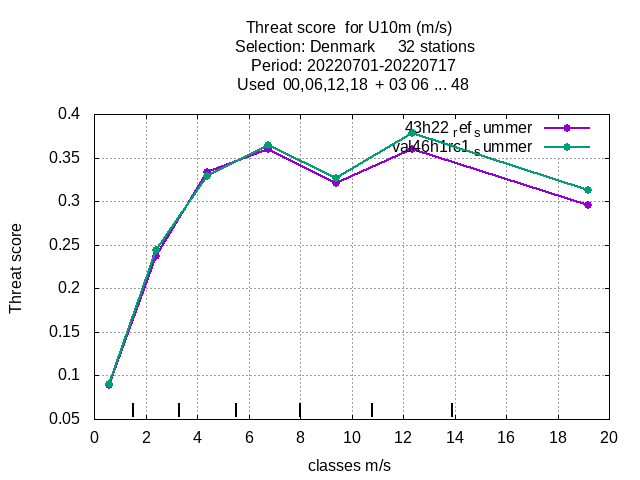 Threat score  for U10m (m/s)
Selection: Denmark     32 stations
Period: 20220701-20220717
Used  00,06,12,18  + 03 06 ... 48
43h22 ref summer
val46h1rc1 summer
0.4
0.35
0.3
0.25
0.2
0.15
0.1
0.05
Threat score
0 2 4 6 8 10 12 14 16 18 20
classes m/s